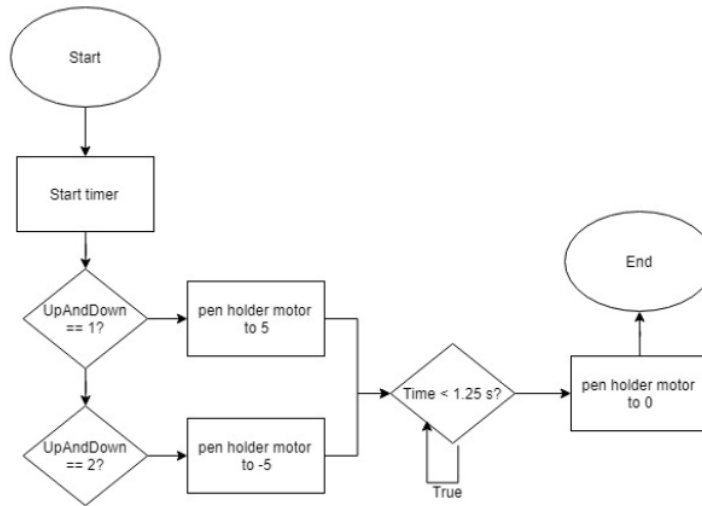 Start
Start timer
UpAndDown
== 1?
pen holder motor
to 5
UpAndDown
== 2?
pen holder motor
to -5
Time < 1.25 s?
True
pen holder motor
to 0
End